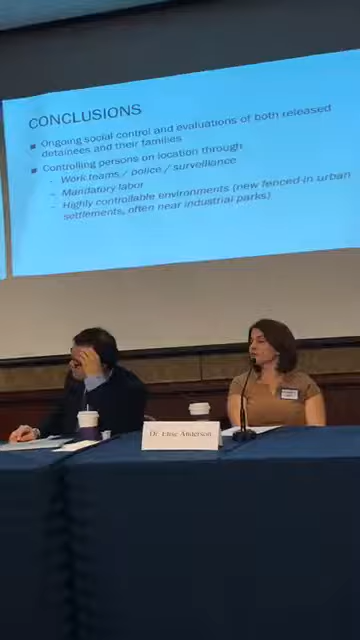 CONCLUSIONS
Ongoing social control and evaluations of both released
detainees and their families
Controlling persons on location through
Work teams / police / surveillance
Mandatory labor
Highly controllable environments (new fenced-in urban
settlements, often near industrial parks)
Dr. Elise Anderson